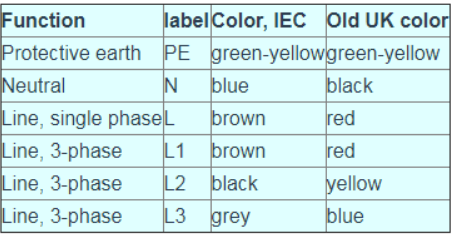 Function label Color, IEC Old UK color
Protective earth PE green-yellow green-yellow
Neutral N blue black
Line, single phase L brown red
Line, 3-phase L1 brown red
Line, 3-phase L2 black yellow
Line, 3-phase L3 grey blue